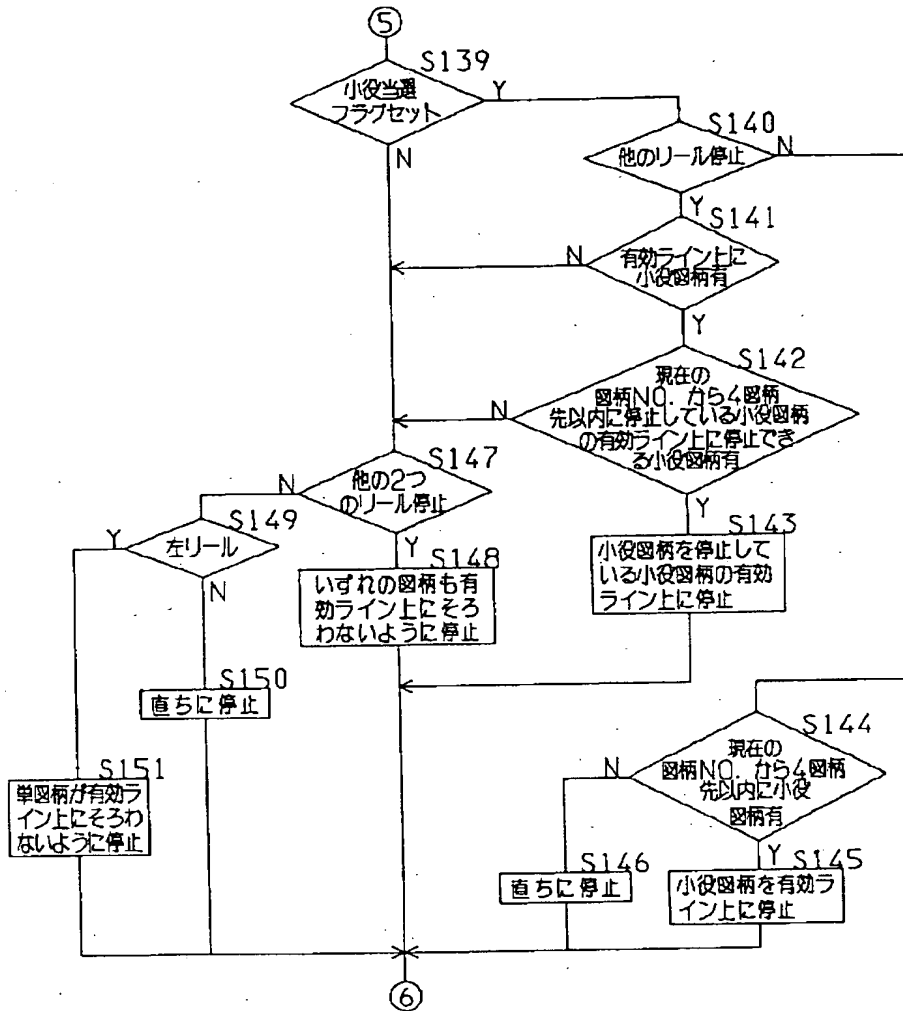 ⑤
S139
小役当選
フラグセット
Y
N
S140
他のリール停止
N
Y
S141
有効ライン上に
小役図柄有
N
Y
S142
現在の
図柄NO. から4図柄
先以内に停止している小役図柄
の有効ライン上に停止でき
る小役図柄有
N
Y
S143
小役図柄を停止して
いる小役図柄の有効
ライン上に停止
S147
他の2つ
のリール停止
N
Y
S148
いずれの図柄も有
効ライン上にそろ
わないように停止
S149
左リール
Y
N
S150
直ちに停止
S151
単図柄が有効ラ
イン上にそろわ
ないように停止
S144
現在の
図柄NO. から4図柄
先以内に小役
図柄有
N
Y
S145
小役図柄を有効ラ
イン上に停止
S146
直ちに停止
⑥